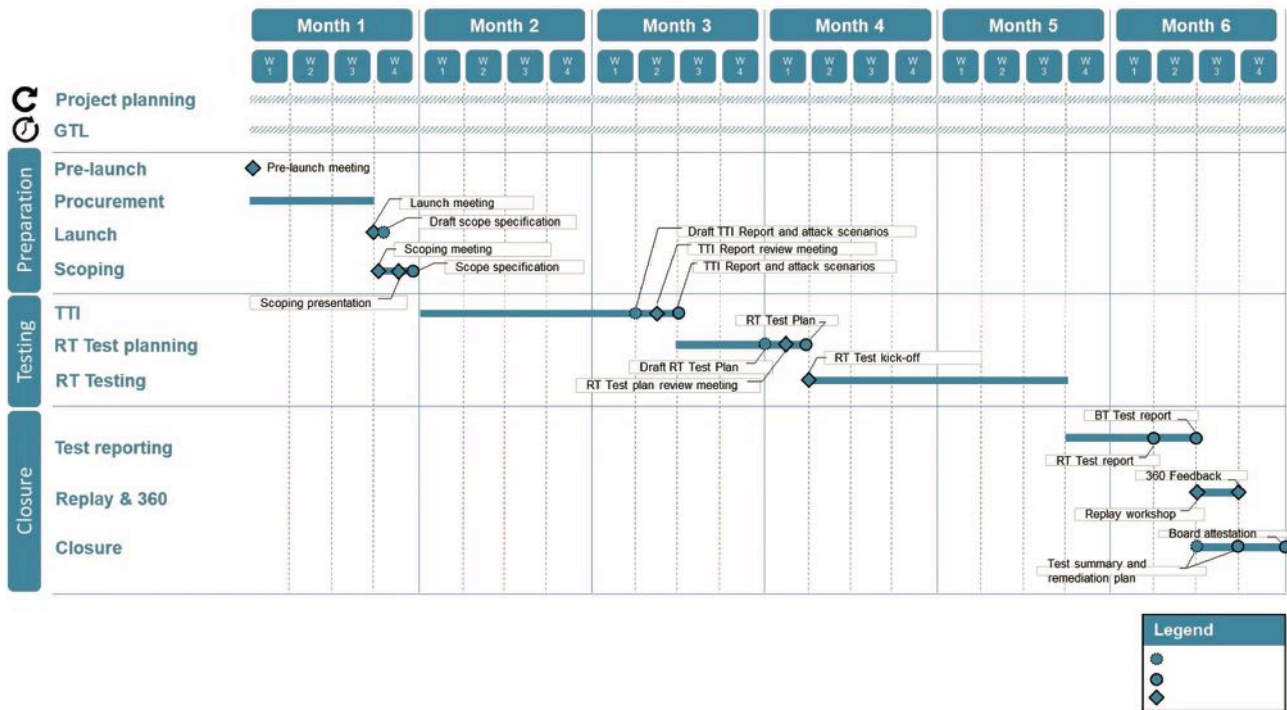 Month 1 Month 2 Month 3 Month 4 Month 5 Month 6
W 1 W 2 W 3 W 4 W 1 W 2 W 3 W 4 W 1 W 2 W 3 W 4 W 1 W 2 W 3 W 4 W 1 W 2 W 3 W 4 W 1 W 2 W 3 W 4
Project planning
GTL
Preparation
Pre-launch
Pre-launch meeting
Procurement
Launch meeting
Draft scope specification
Launch
Scoping meeting
Scoping
Scope specification
Scoping presentation
Draft TTI Report and attack scenarios
TTI Report review meeting
TTI Report and attack scenarios
Testing
TTI
RT Test Plan
RT Test planning
Draft RT Test Plan
RT Test kick-off
RT Test plan review meeting
RT Testing
Closure
BT Test report
Test reporting
RT Test report
360 Feedback
Replay & 360
Replay workshop
Board attestation
Closure
Test summary and
remediation plan
Legend